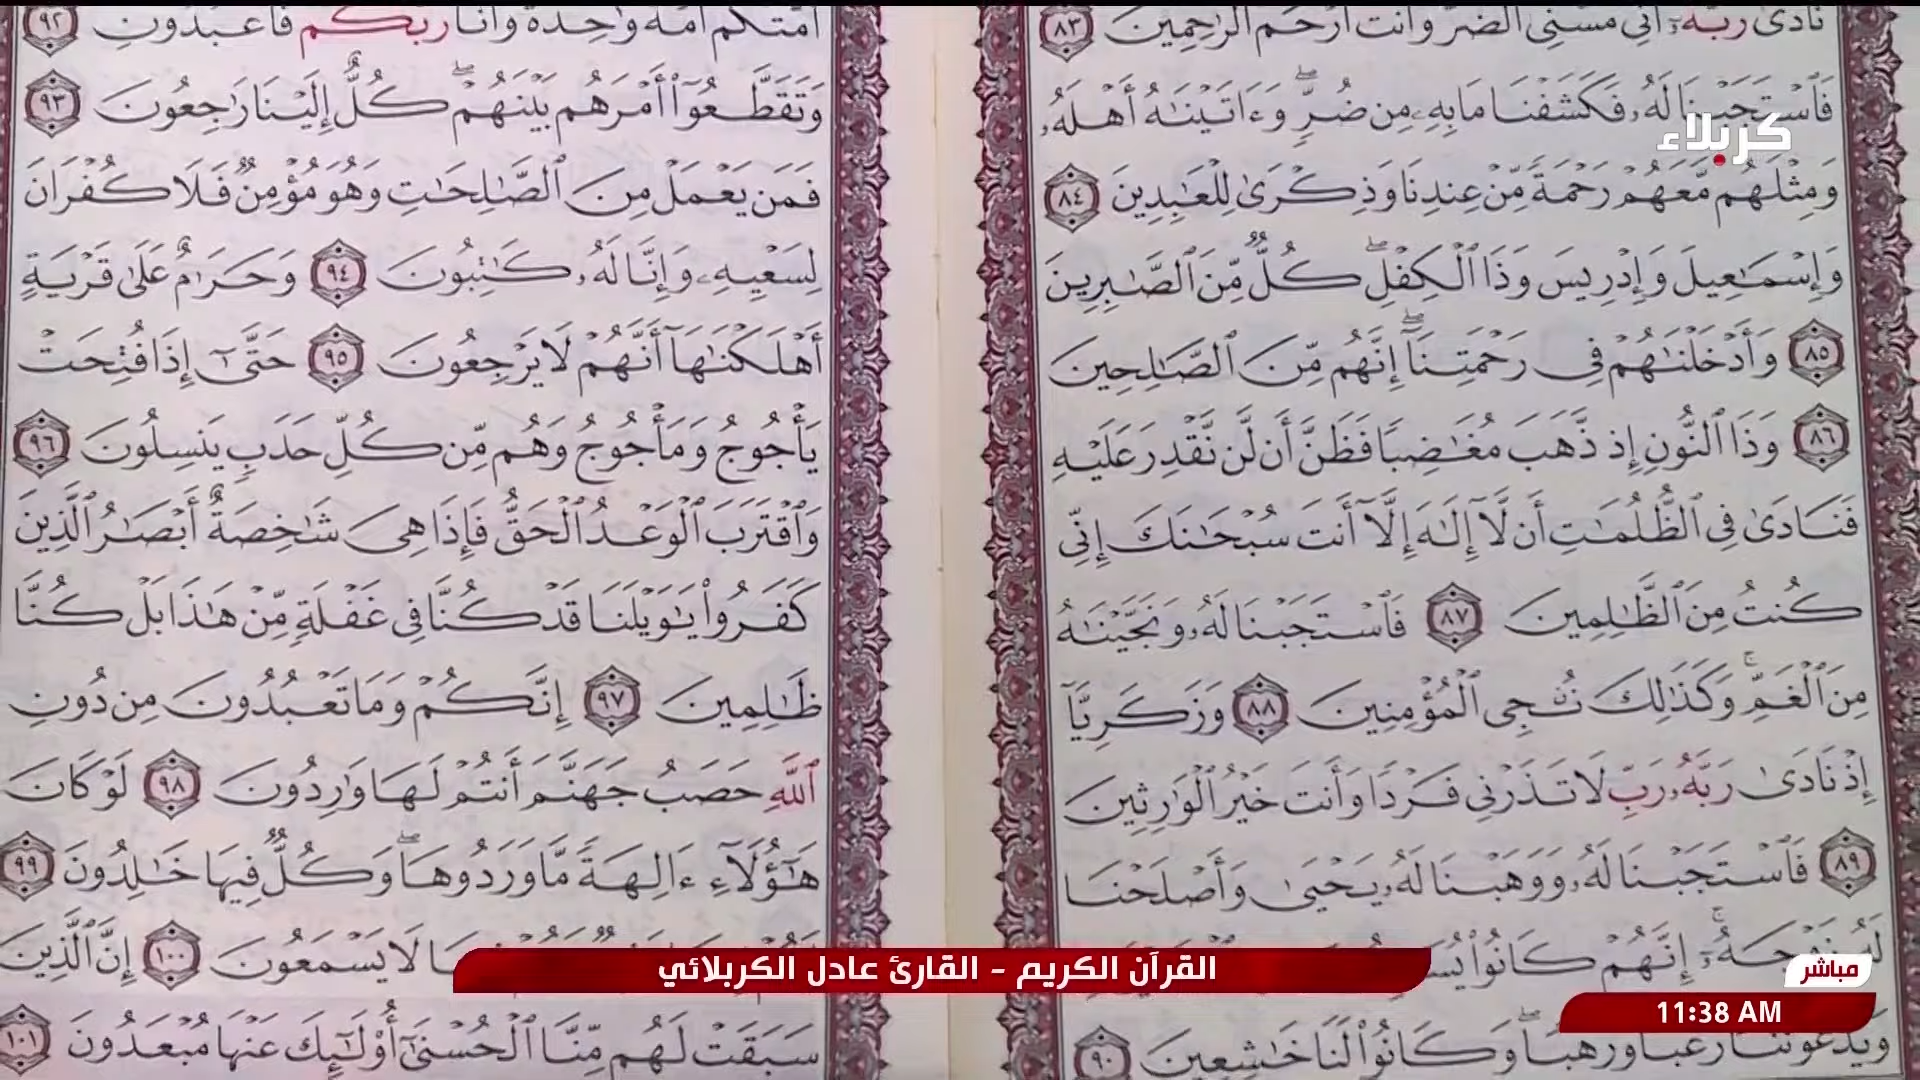 نَادَىٰ رَبَّهُۥٓ أَنِّى مَسَّنِىَ ٱلضُّرُّ وَأَنتَ أَرْحَمُ ٱلرَّٰحِمِينَ ٨٣
فَٱسْتَجَبْنَا لَهُۥ فَكَشَفْنَا مَا بِهِۦ مِن ضُرٍّۖ وَءَاتَيْنَٰهُ أَهْلَهُۥ
وَمِثْلَهُم مَّعَهُمْ رَحْمَةً مِّنْ عِندِنَا وَذِكْرَىٰ لِلْعَٰبِدِينَ ٨٤
وَإِسْمَٰعِيلَ وَإِدْرِيسَ وَذَا ٱلْكِفْلِۖ كُلٌّ مِّنَ ٱلصَّٰبِرِينَ
٨٥ وَأَدْخَلْنَٰهُمْ فِى رَحْمَتِنَآۖ إِنَّهُم مِّنَ ٱلصَّٰلِحِينَ
٨٦ وَذَا ٱلنُّونِ إِذ ذَّهَبَ مُغَٰضِبًا فَظَنَّ أَن لَّن نَّقْدِرَ عَلَيْهِ
فَنَادَىٰ فِى ٱلظُّلُمَٰتِ أَن لَّآ إِلَٰهَ إِلَّآ أَنتَ سُبْحَٰنَكَ إِنِّى
كُنتُ مِنَ ٱلظَّٰلِمِينَ ٨٧ فَٱسْتَجَبْنَا لَهُۥ وَنَجَّيْنَٰهُ
مِنَ ٱلْغَمِّۚ وَكَذَٰلِكَ نُۨجِى ٱلْمُؤْمِنِينَ ٨٨ وَزَكَرِيَّآ
إِذْ نَادَىٰ رَبَّهُۥ رَبِّ لَا تَذَرْنِى فَرْدًا وَأَنتَ خَيْرُ ٱلْوَٰرِثِينَ
٨٩ فَٱسْتَجَبْنَا لَهُۥ وَوَهَبْنَا لَهُۥ يَحْيَىٰ وَأَصْلَحْنَا
لَهُۥ زَوْجَهُۥٓۚ إِنَّهُمْ كَانُوا۟
وَيَدْعُونَنَا رَغَبًا وَرَهَبًاۖ وَكَانُوا۟ لَنَا خَٰشِعِينَ ٩٠
أُمَّتُكُمْ أُمَّةً وَٰحِدَةً وَأَنَا۠ رَبُّكُمْ فَٱعْبُدُونِ ٩٢
وَتَقَطَّعُوٓا۟ أَمْرَهُم بَيْنَهُمْۖ كُلٌّ إِلَيْنَا رَٰجِعُونَ ٩٣
فَمَن يَعْمَلْ مِنَ ٱلصَّٰلِحَٰتِ وَهُوَ مُؤْمِنٌ فَلَا كُفْرَانَ
لِسَعْيِهِۦ وَإِنَّا لَهُۥ كَٰتِبُونَ ٩٤ وَحَرَٰمٌ عَلَىٰ قَرْيَةٍ
أَهْلَكْنَٰهَآ أَنَّهُمْ لَا يَرْجِعُونَ ٩٥ حَتَّىٰٓ إِذَا فُتِحَتْ
يَأْجُوجُ وَمَأْجُوجُ وَهُم مِّن كُلِّ حَدَبٍ يَنسِلُونَ ٩٦
وَٱقْتَرَبَ ٱلْوَعْدُ ٱلْحَقُّ فَإِذَا هِىَ شَٰخِصَةٌ أَبْصَٰرُ ٱلَّذِينَ
كَفَرُوا۟ يَٰوَيْلَنَا قَدْ كُنَّا فِى غَفْلَةٍ مِّنْ هَٰذَا بَلْ كُنَّا
ظَٰلِمِينَ ٩٧ إِنَّكُمْ وَمَا تَعْبُدُونَ مِن دُونِ
ٱللَّهِ حَصَبُ جَهَنَّمَ أَنتُمْ لَهَا وَٰرِدُونَ ٩٨ لَوْ كَانَ
هَٰٓؤُلَآءِ ءَالِهَةً مَّا وَرَدُوهَاۖ وَكُلٌّ فِيهَا خَٰلِدُونَ ٩٩
لَا يَسْمَعُونَ ١٠٠ إِنَّ ٱلَّذِينَ
سَبَقَتْ لَهُم مِّنَّا ٱلْحُسْنَىٰٓ أُو۟لَٰٓئِكَ عَنْهَا مُبْعَدُونَ ١٠١
كربلاء
القرآن الكريم - القارئ عادل الكربلائي
مباشر
11:38 AM